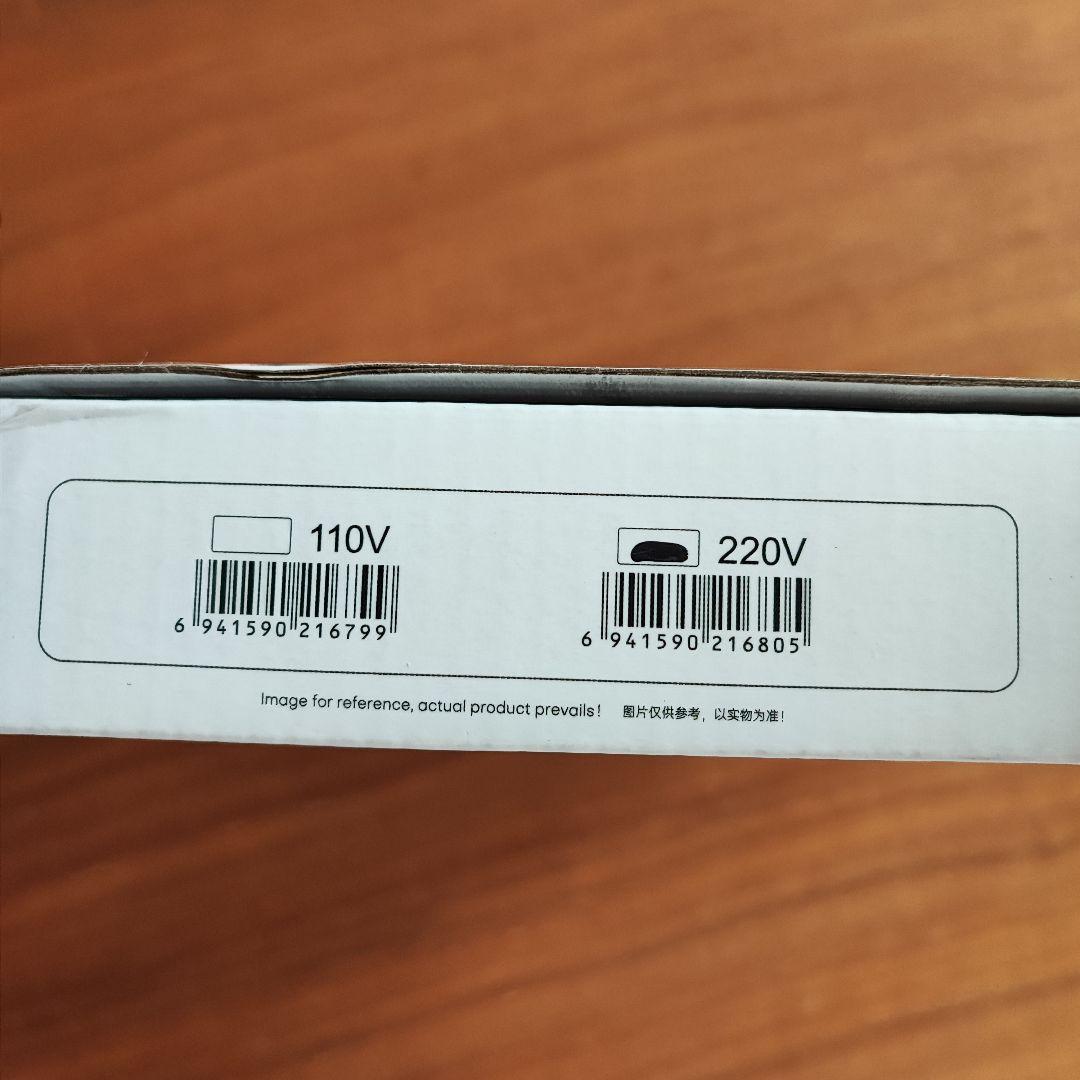 110V
220V
6 941590 216799
6 941590 216805
Image for reference, actual product prevails! 图片仅供参考，以实物为准!